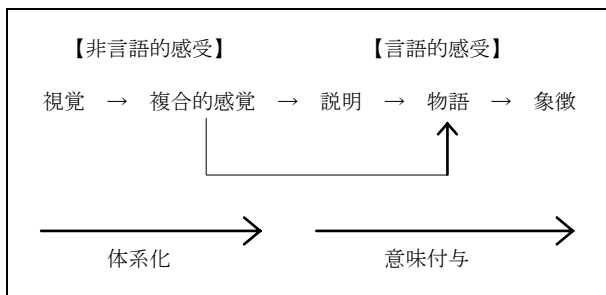 【非言語的感受】 【言語的感受】
視覚 → 複合的感覚 → 説明 → 物語 → 象徴
体系化 意味付与